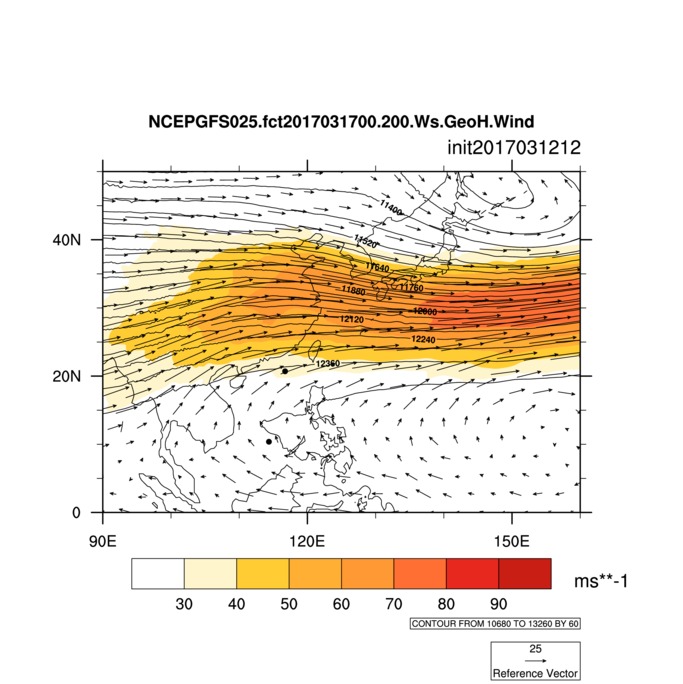 NCEPGFS025.fct2017031700.200.Ws.GeoH.Wind
init2017031212
11400
11520
11640
11880
11760
12000
12120
12240
12360
40N
20N
0
90E 120E 150E
30 40 50 60 70 80 90
ms**-1
CONTOUR FROM 10680 TO 13260 BY 60
25
Reference Vector